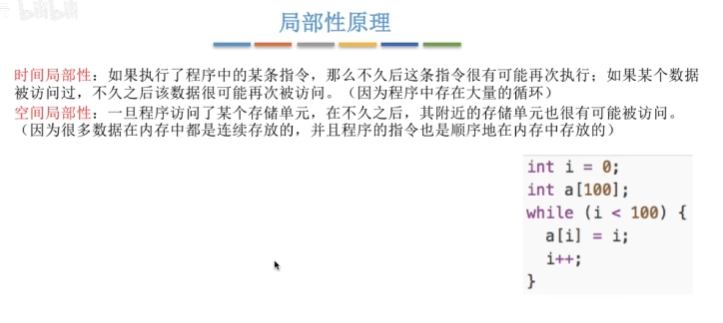 bilibili
局部性原理
时间局部性：如果执行了程序中的某条指令，那么不久后这条指令很有可能再次执行；如果某个数据
被访问过，不久之后该数据很可能再次被访问。（因为程序中存在大量的循环）
空间局部性：一旦程序访问了某个存储单元，在不久之后，其附近的存储单元也很有可能被访问。
（因为很多数据在内存中都是连续存放的，并且程序的指令也是顺序地在内存中存放的）
int i = 0;
int a[100];
while (i < 100) {
a[i] = i;
i++;
}